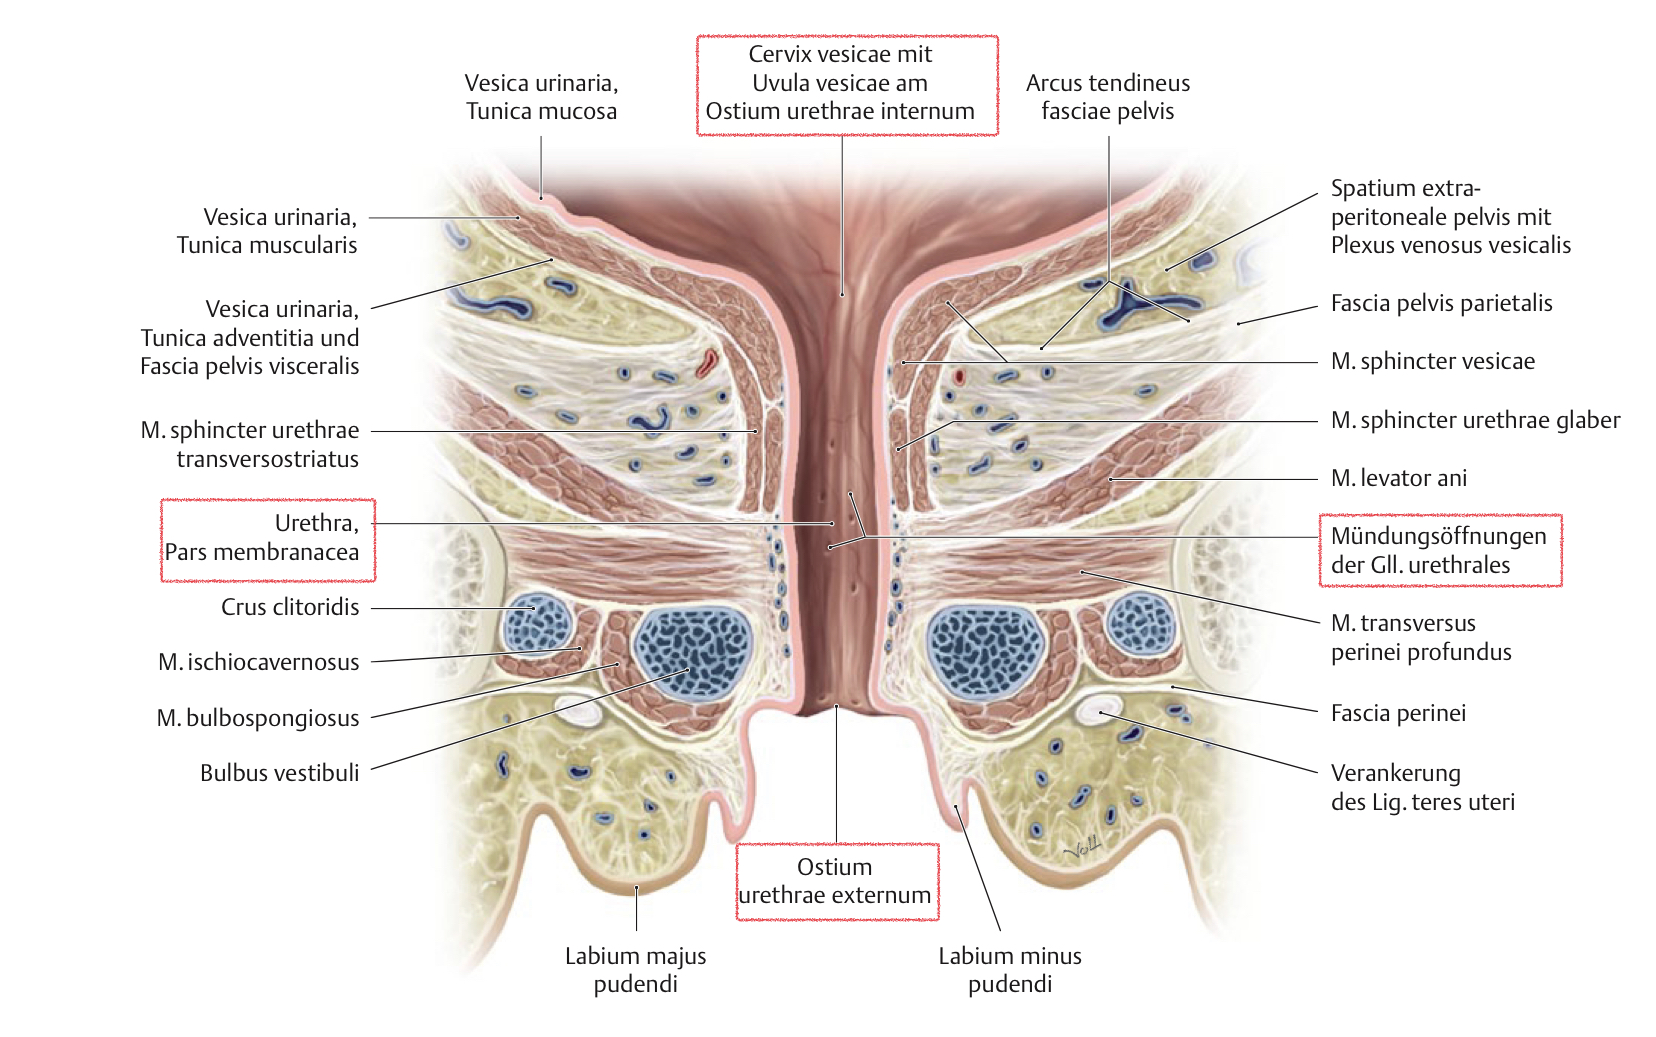 Cervix vesicae mit
Uvula vesicae am
Ostium urethrae internum
Vesica urinaria,
Tunica mucosa
Arcus tendineus
fasciae pelvis
Vesica urinaria,
Tunica muscularis
Vesica urinaria,
Tunica adventitia und
Fascia pelvis visceralis
M. sphincter urethrae
transversostriatus
Urethra,
Pars membranacea
Crus clitoridis
M. ischiocavernosus
M. bulbospongiosus
Bulbus vestibuli
Spatium extra-
peritoneale pelvis mit
Plexus venosus vesicalis
Fascia pelvis parietalis
M. sphincter vesicae
M. sphincter urethrae glaber
M. levator ani
Mündungsöffnungen
der Gll. urethrales
M. transversus
perinei profundus
Fascia perinei
Verankerung
des Lig. teres uteri
Voll
Ostium
urethrae externum
Labium majus
pudendi
Labium minus
pudendi